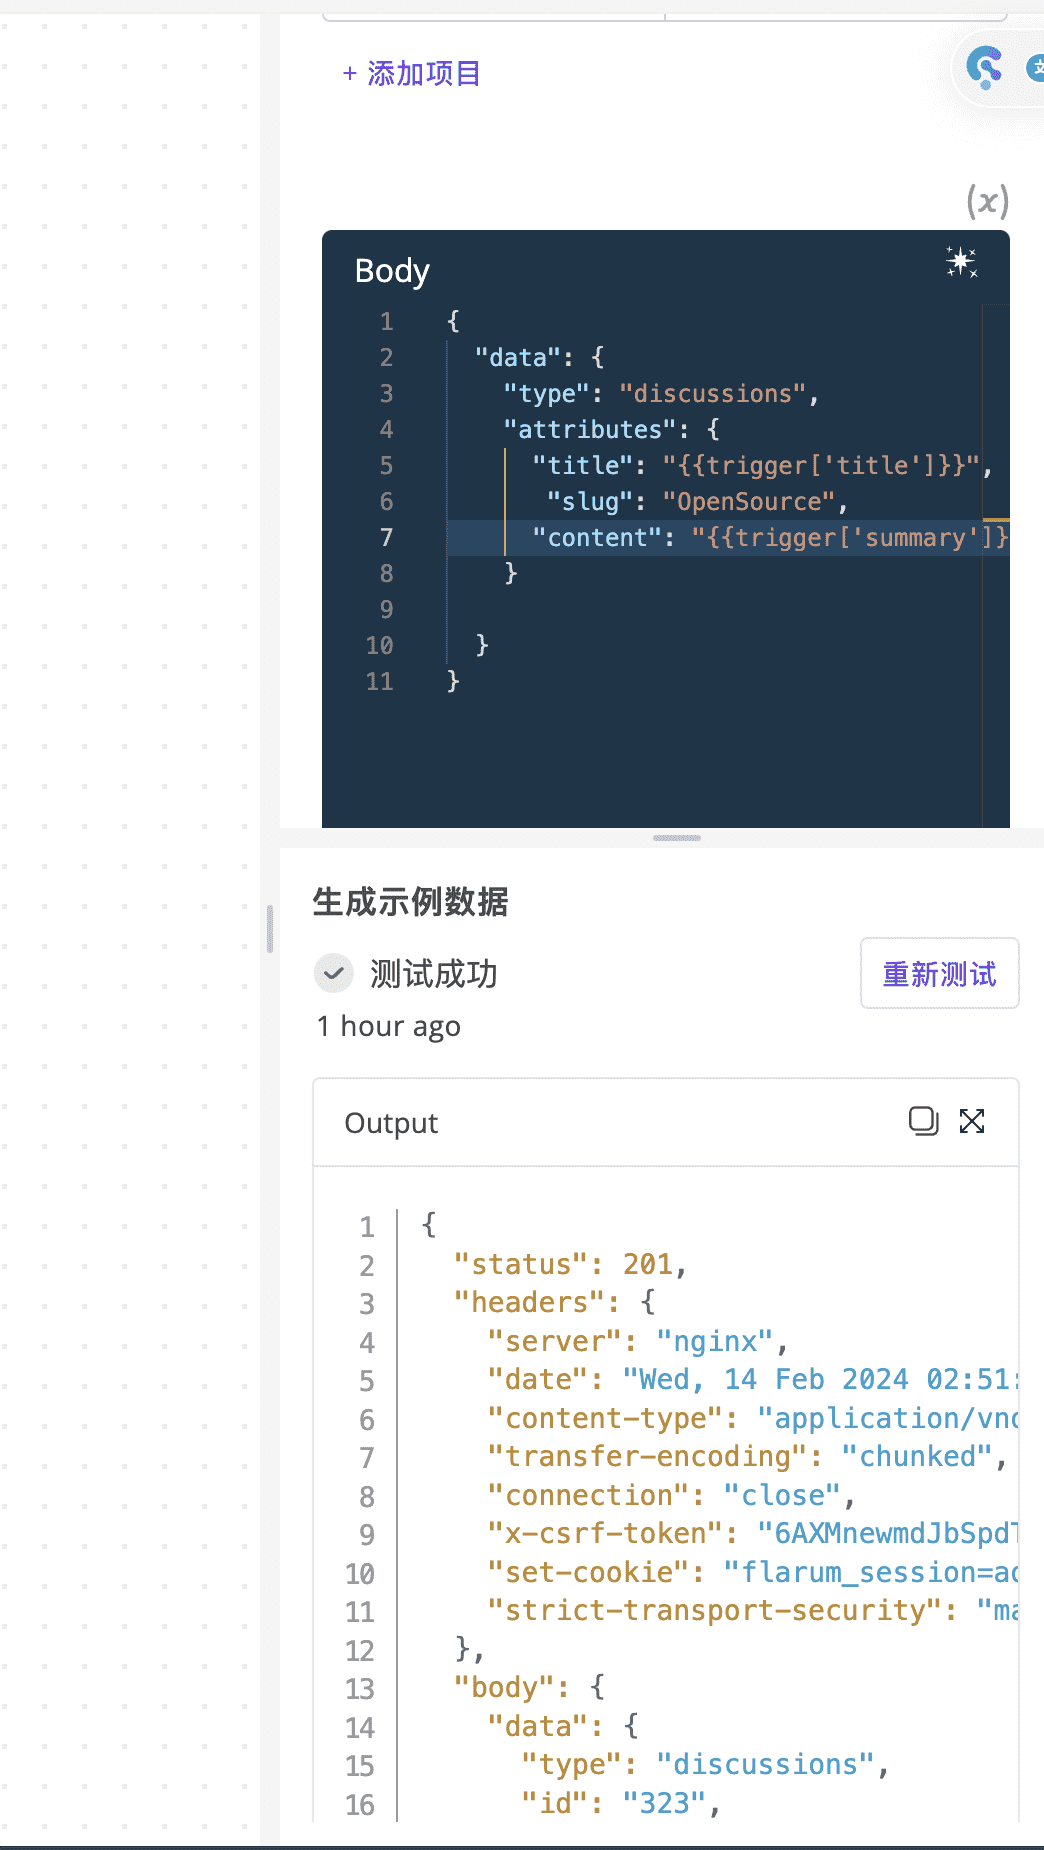 + 添加项目
文
(x)
Body
1 {
2 "data": {
3 "type": "discussions",
4 "attributes": {
5 "title": "{{trigger['title']}}",
6 "slug": "OpenSource",
7 "content": "{{trigger['summary']}
8 }
9
10 }
11 }
生成示例数据
测试成功
重新测试
1 hour ago
Output
1 {
2 "status": 201,
3 "headers": {
4 "server": "nginx",
5 "date": "Wed, 14 Feb 2024 02:51:
6 "content-type": "application/vnd
7 "transfer-encoding": "chunked",
8 "connection": "close",
9 "x-csrf-token": "6AXMnewmdJbSpdT
10 "set-cookie": "flarum_session=
11 "strict-transport-security": "ma
12 },
13 "body": {
14 "data": {
15 "type": "discussions",
16 "id": "323",